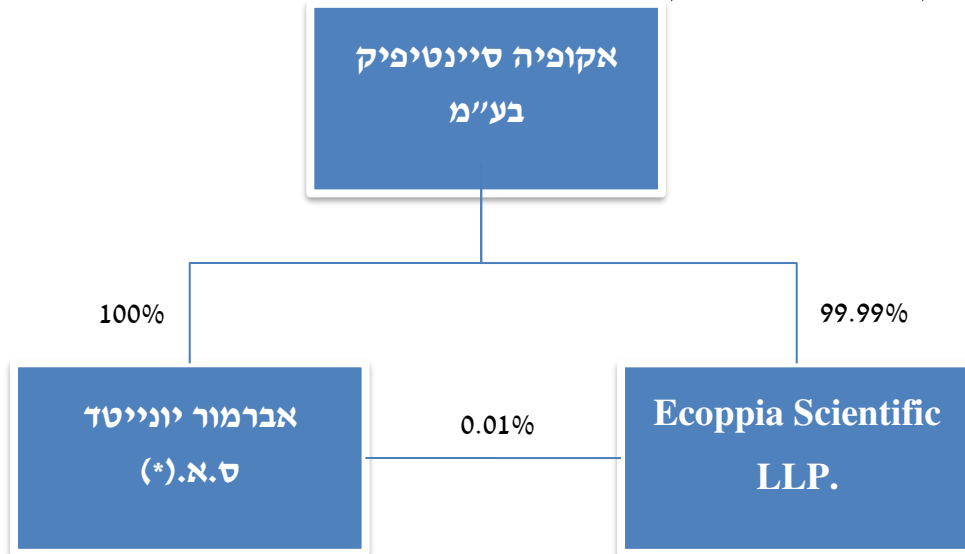 אקופיה סיינטיפיק
בע״מ
100%
99.99%
אברמור יונייטד
ס.א.(*)
0.01%
Ecoppia Scientific
LLP.